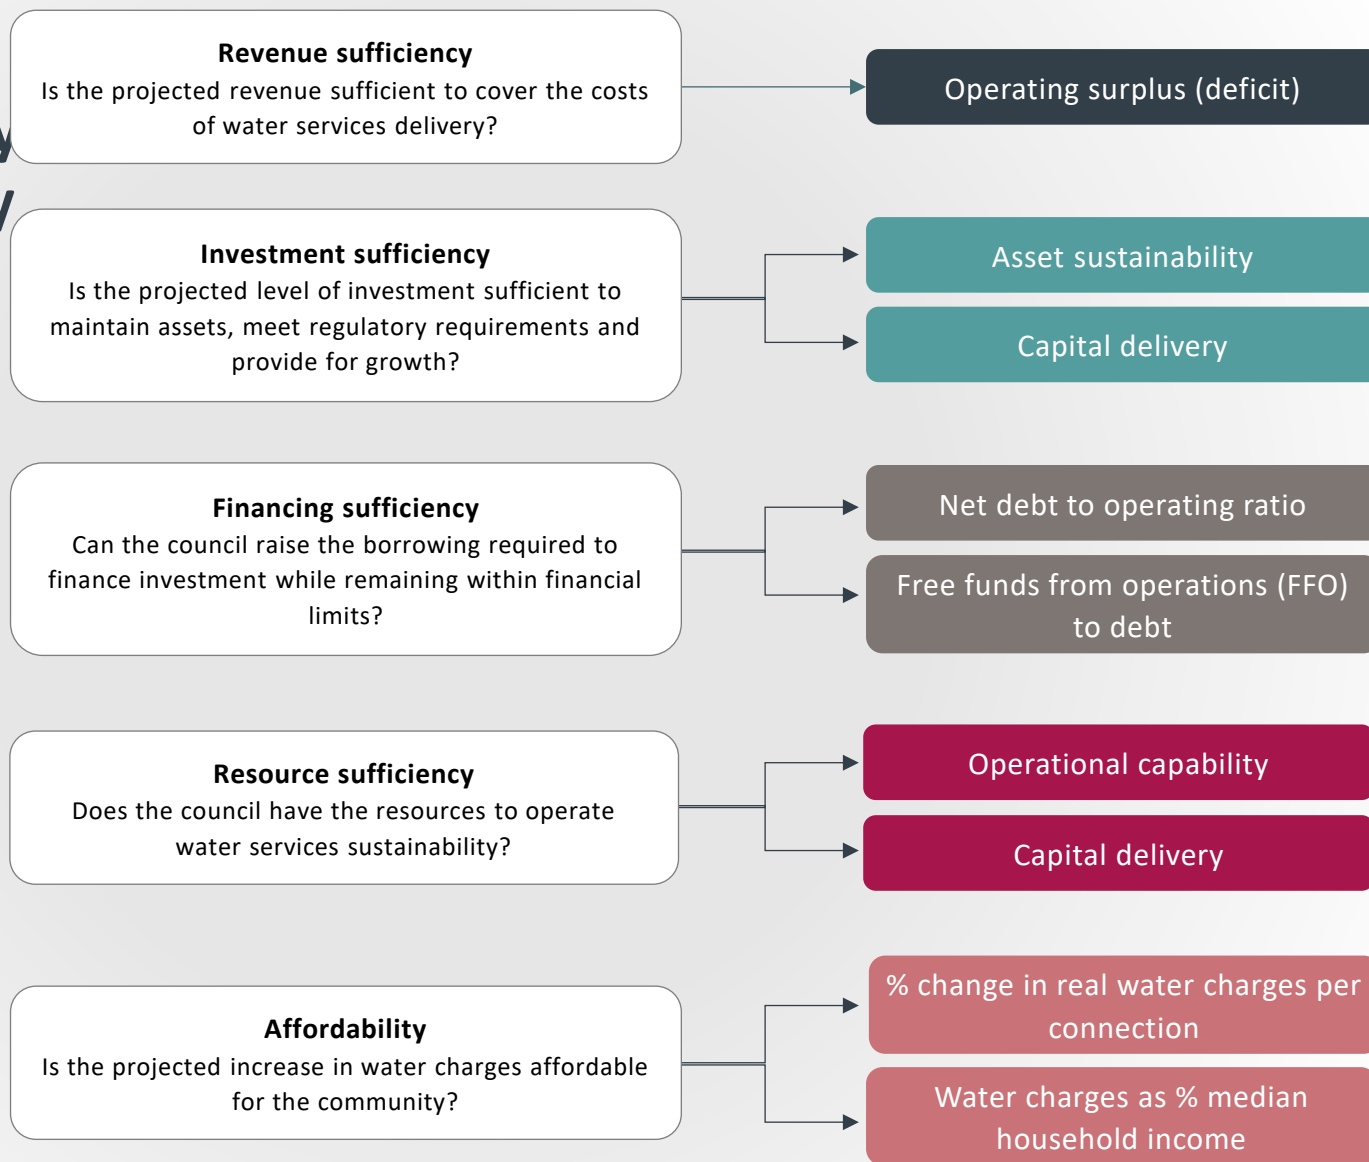 Revenue sufficiency
Is the projected revenue sufficient to cover the costs
of water services delivery?
Operating surplus (deficit)
Investment sufficiency
Is the projected level of investment sufficient to
maintain assets, meet regulatory requirements and
provide for growth?
Asset sustainability
Capital delivery
Financing sufficiency
Can the council raise the borrowing required to
finance investment while remaining within financial
limits?
Net debt to operating ratio
Free funds from operations (FFO)
to debt
Resource sufficiency
Does the council have the resources to operate
water services sustainability?
Operational capability
Capital delivery
Affordability
Is the projected increase in water charges affordable
for the community?
% change in real water charges per
connection
Water charges as % median
household income